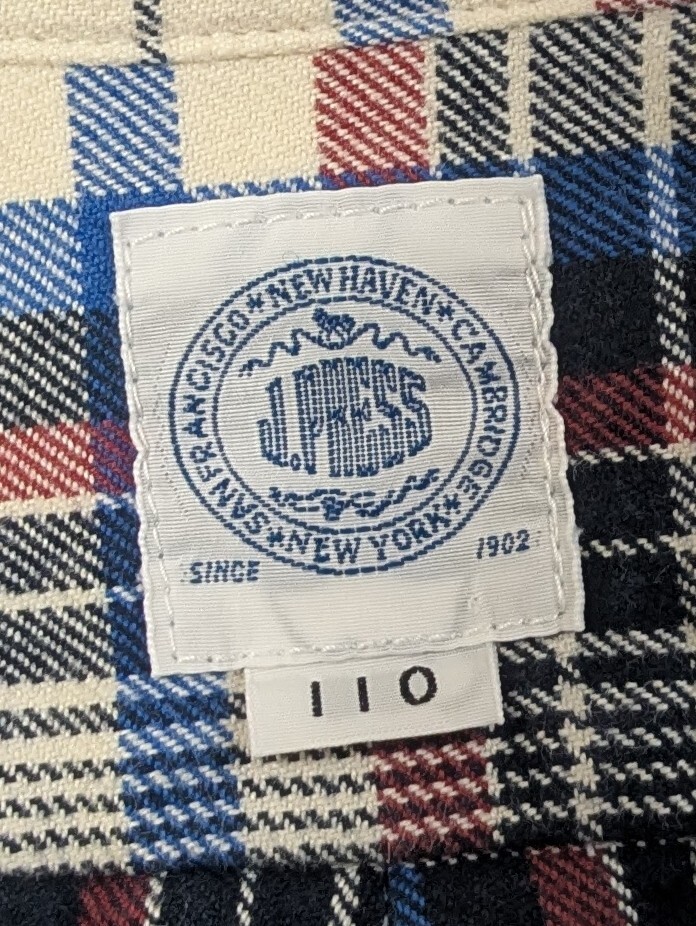 SAN FRANCISCO★NEW HAVEN★CAMBRIDGE★NEW YORK★
J.PRESS
SINCE 1902
110